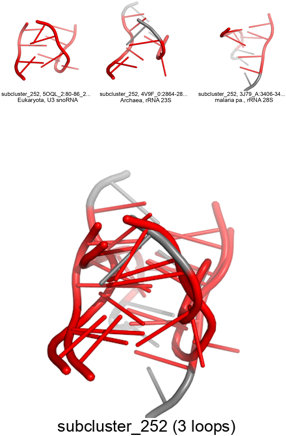 subcluster_252, 5OQL_2:80-86_2...
Eukaryota, U3 snoRNA
subcluster_252, 4V9F_0:2864-28...
Archaea, rRNA 23S
subcluster_252, 3J79_A:3406-34...
malaria pa., rRNA 28S
subcluster_252 (3 loops)